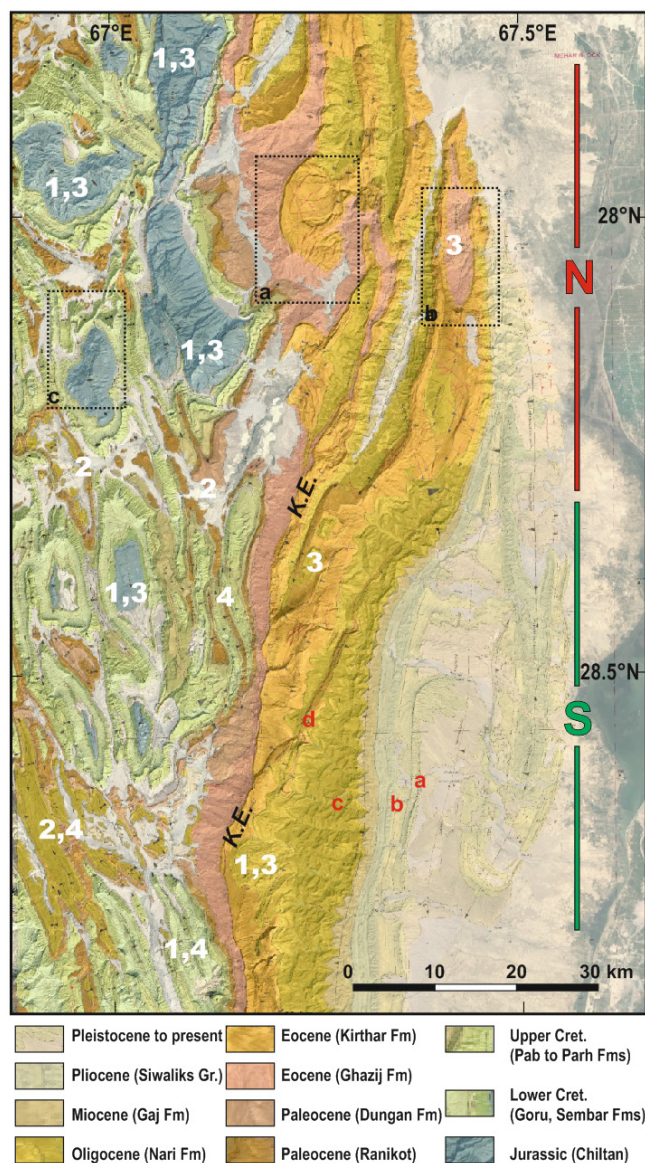 67°E
67.5°E
1,3
1,3
28°N
3
a
b
N
1,3
c
2
2
K.E.
1,3
3
4
28.5°N
S
d
a
c
b
K.E.
2,4
1,3
1,4
0 10 20 30 km
Pleistocene to present
Eocene (Kirthar Fm)
Upper Cret.
(Pab to Parh Fms)
Pliocene (Siwaliks Gr.)
Eocene (Ghazij Fm)
Miocene (Gaj Fm)
Paleocene (Dungan Fm)
Lower Cret.
(Goru, Sembar Fms)
Oligocene (Nari Fm)
Paleocene (Ranikot)
Jurassic (Chiltan)